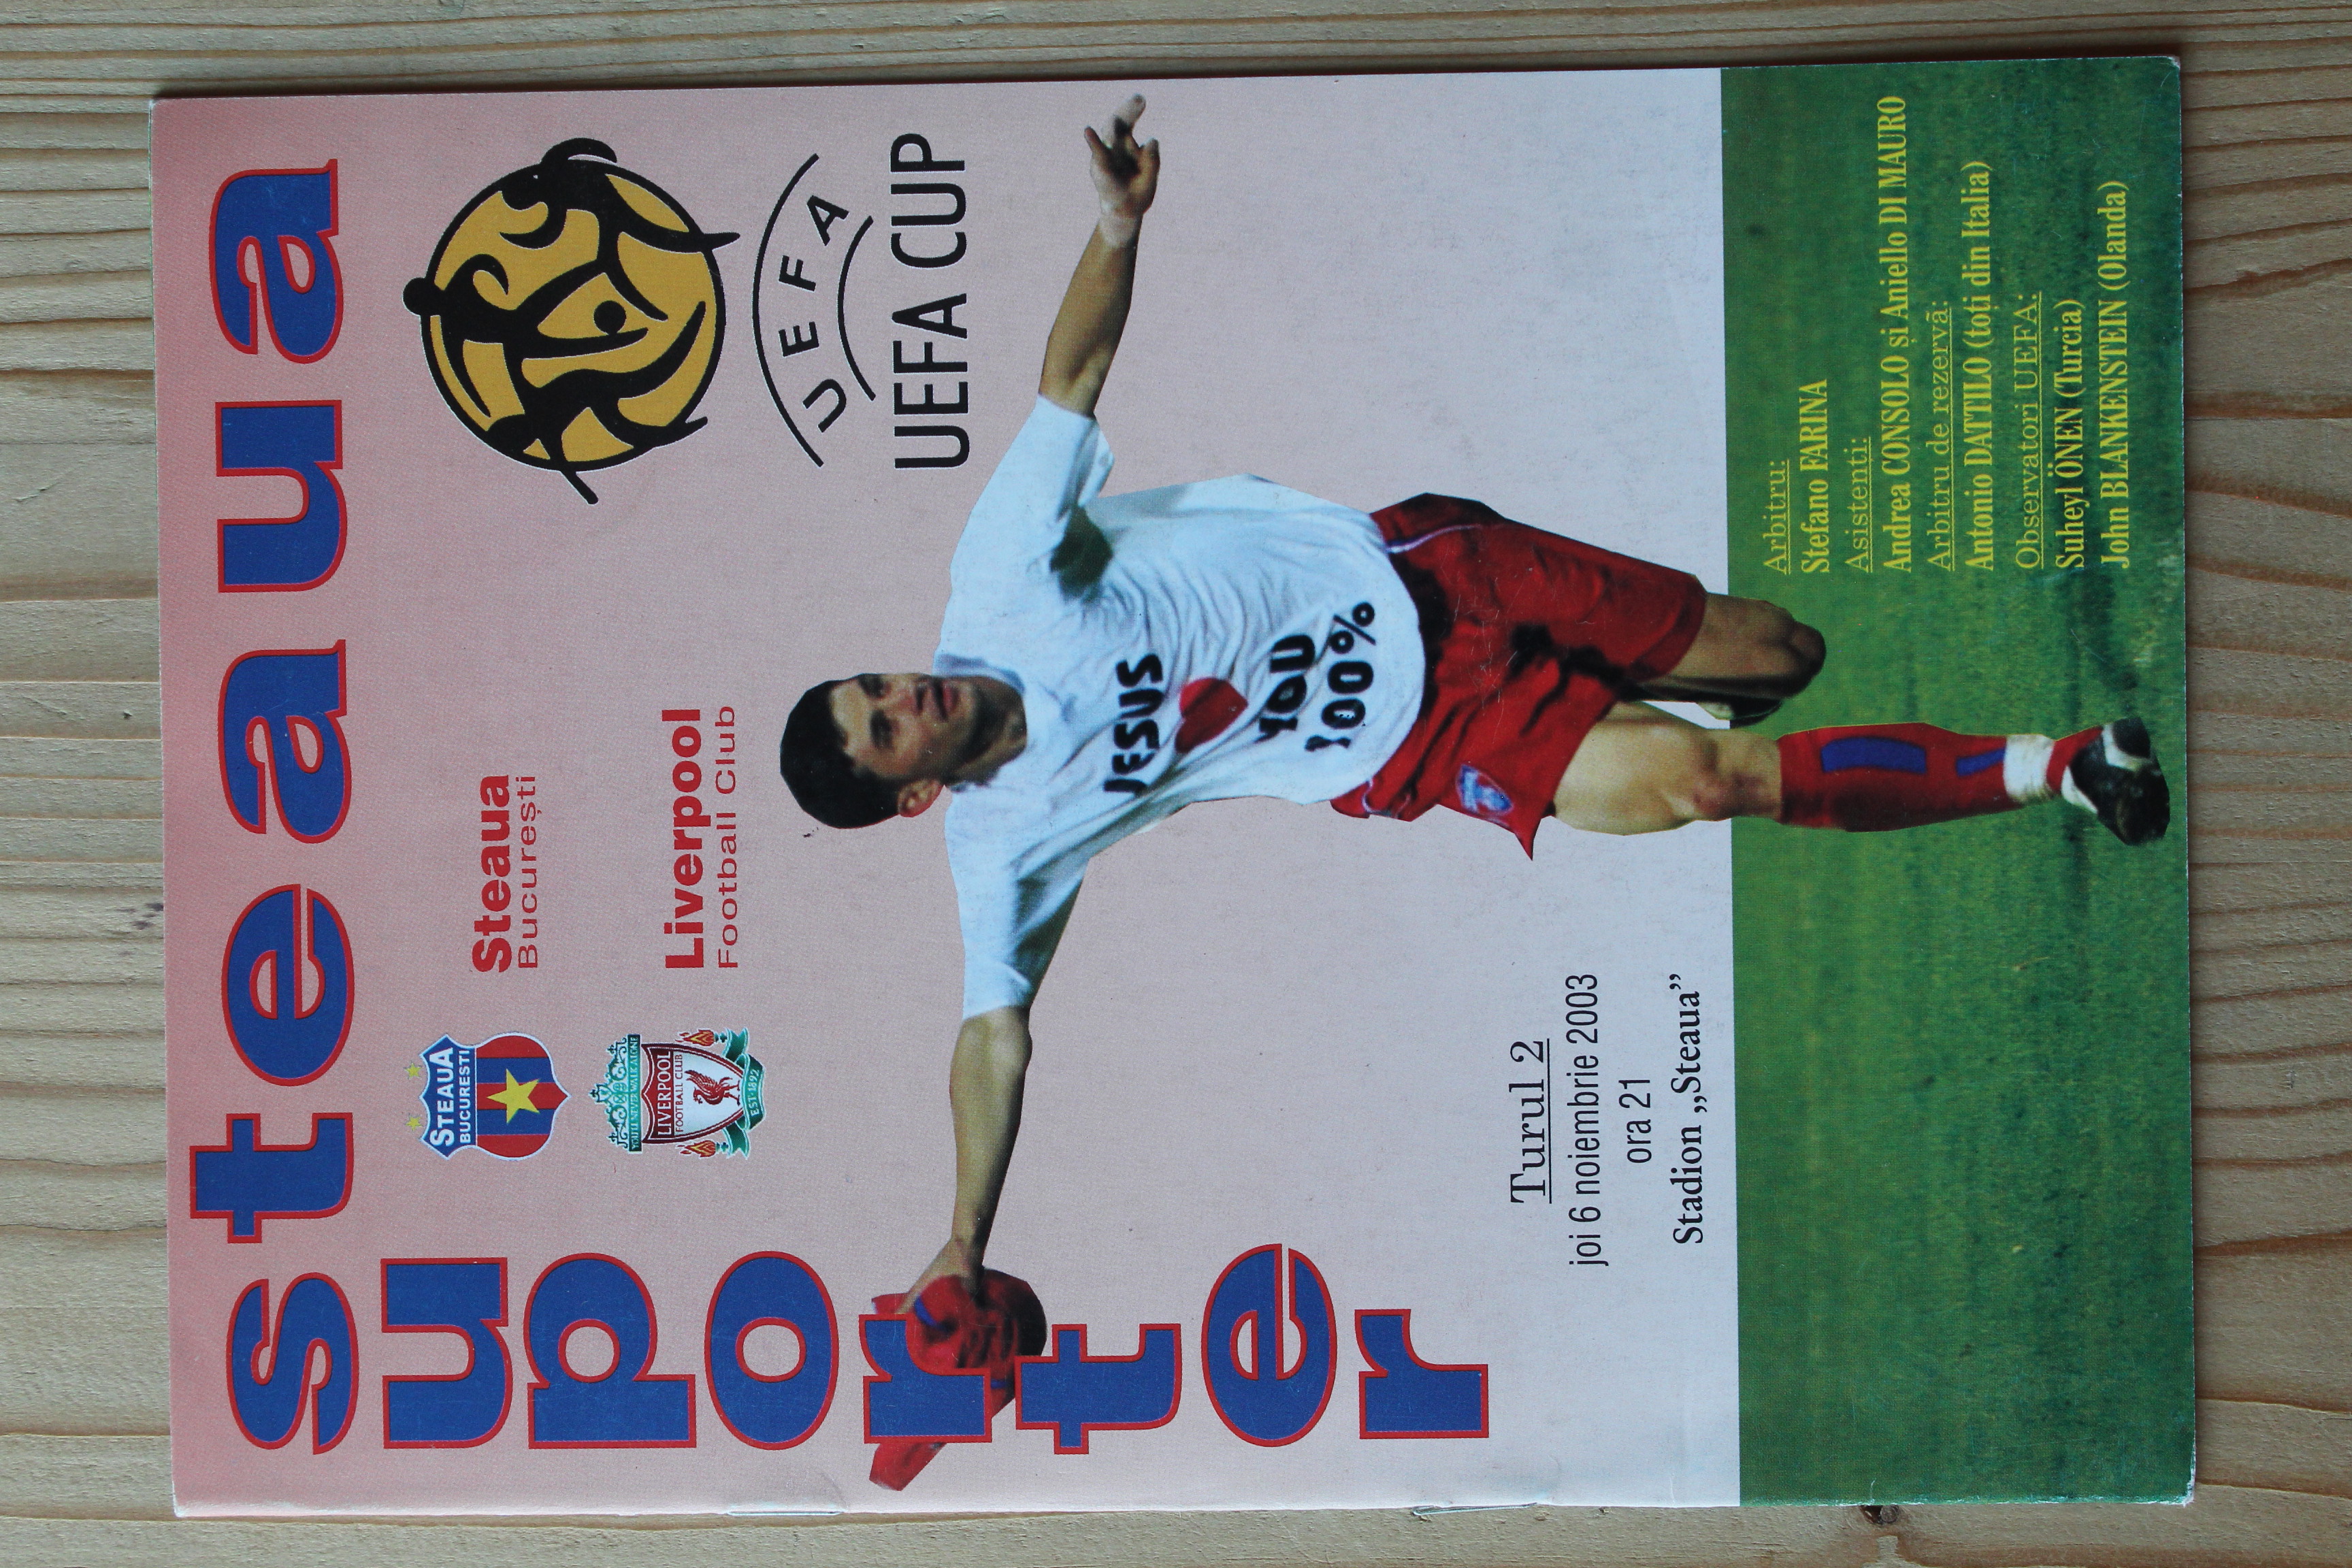 steaua
suporter
STEAUA
BUCURESTI
Steaua
București
YOU'LL NEVER WALK ALONE
LIVERPOOL
FOOTBALL CLUB
EST·1892
Liverpool
Football Club
UEFA
UEFA CUP
JESUS
YOU
100%
Turul 2
joi 6 noiembrie 2003
ora 21
Stadion „Steaua”
Arbitru:
Stefano FARINA
Asistenti:
Andrea CONSOLO și Aniello DI MAURO
Arbitru de rezervă:
Antonio DATTILO (toți din Italia)
Observatori UEFA:
Suheyl ÖNEN (Turcia)
John BLANKENSTEIN (Olanda)